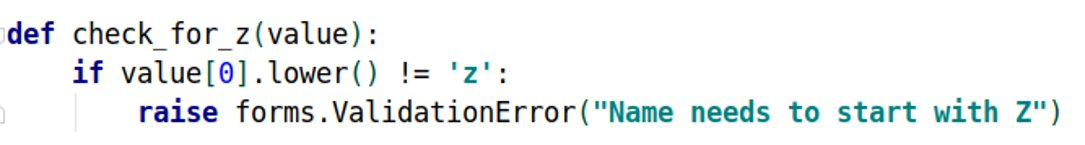 def check_for_z(value):
    if value[0].lower() != 'z':
        raise forms.ValidationError("Name needs to start with Z")